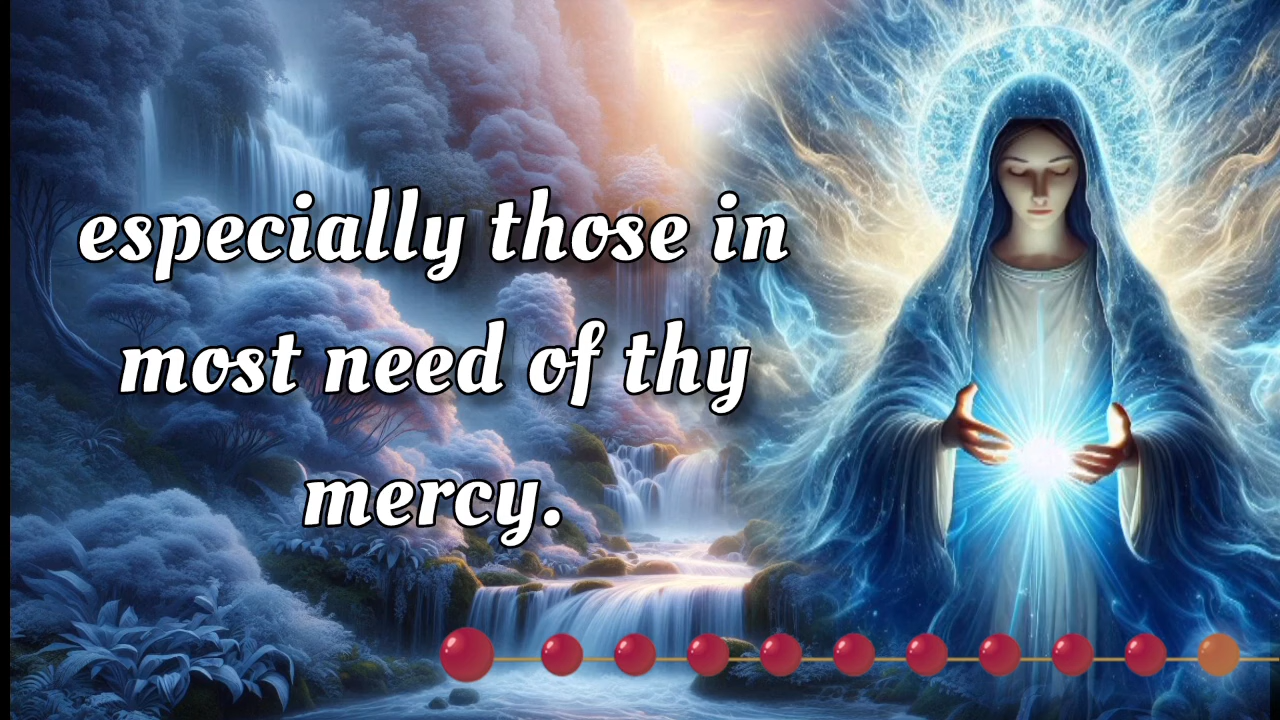 especially those in
most need of thy
mercy.